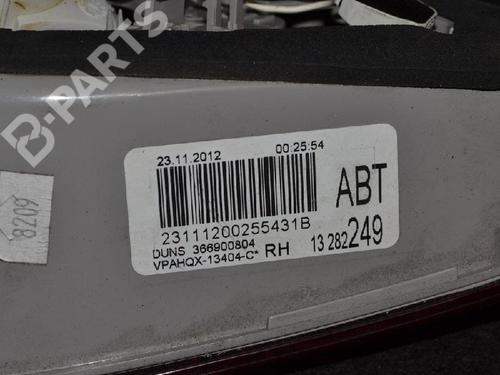 B-PARTS
23.11.2012 00:25:54
23111200255431B
ABT
DUNS 366900804
VPAHQX-13404-C* RH 13 282 249
8209